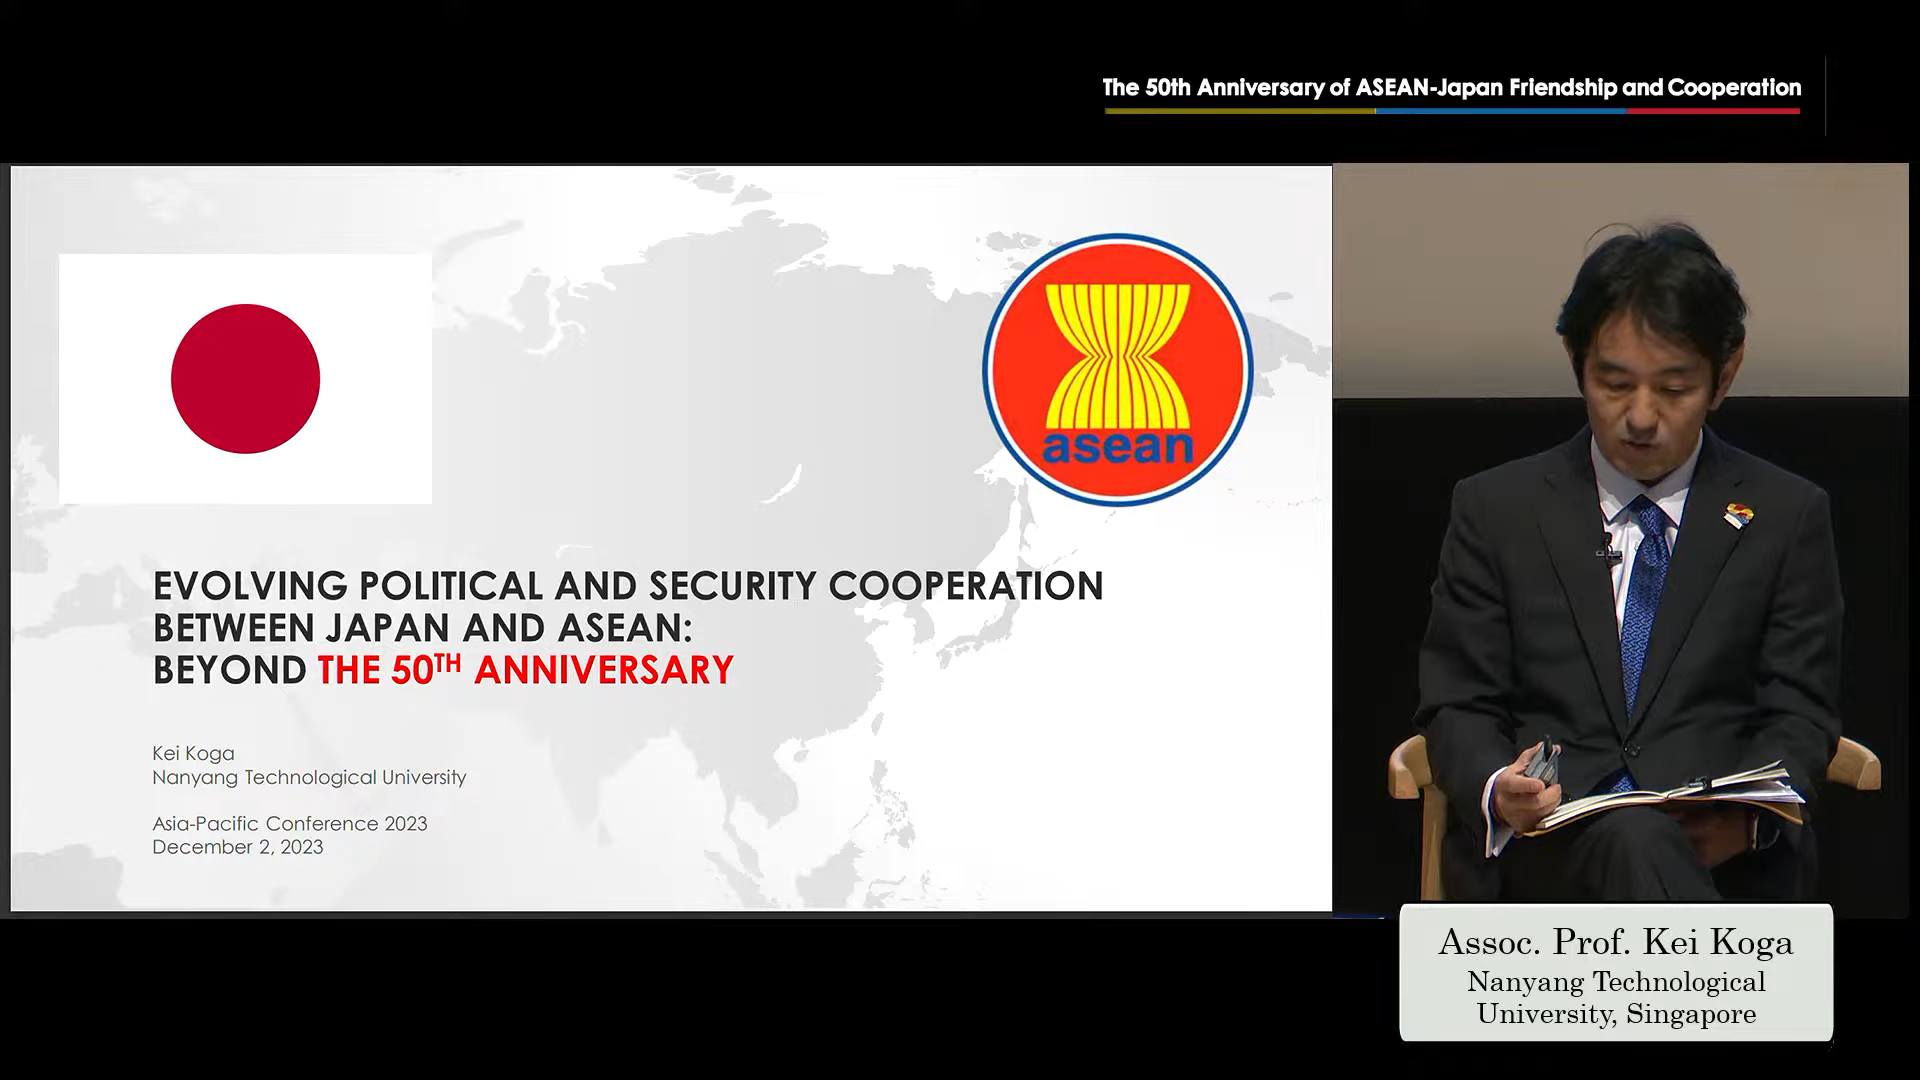 The 50th Anniversary of ASEAN-Japan Friendship and Cooperation
asean
EVOLVING POLITICAL AND SECURITY COOPERATION
BETWEEN JAPAN AND ASEAN:
BEYOND THE 50TH ANNIVERSARY
Kei Koga
Nanyang Technological University
Asia-Pacific Conference 2023
December 2, 2023
Assoc. Prof. Kei Koga
Nanyang Technological
University, Singapore